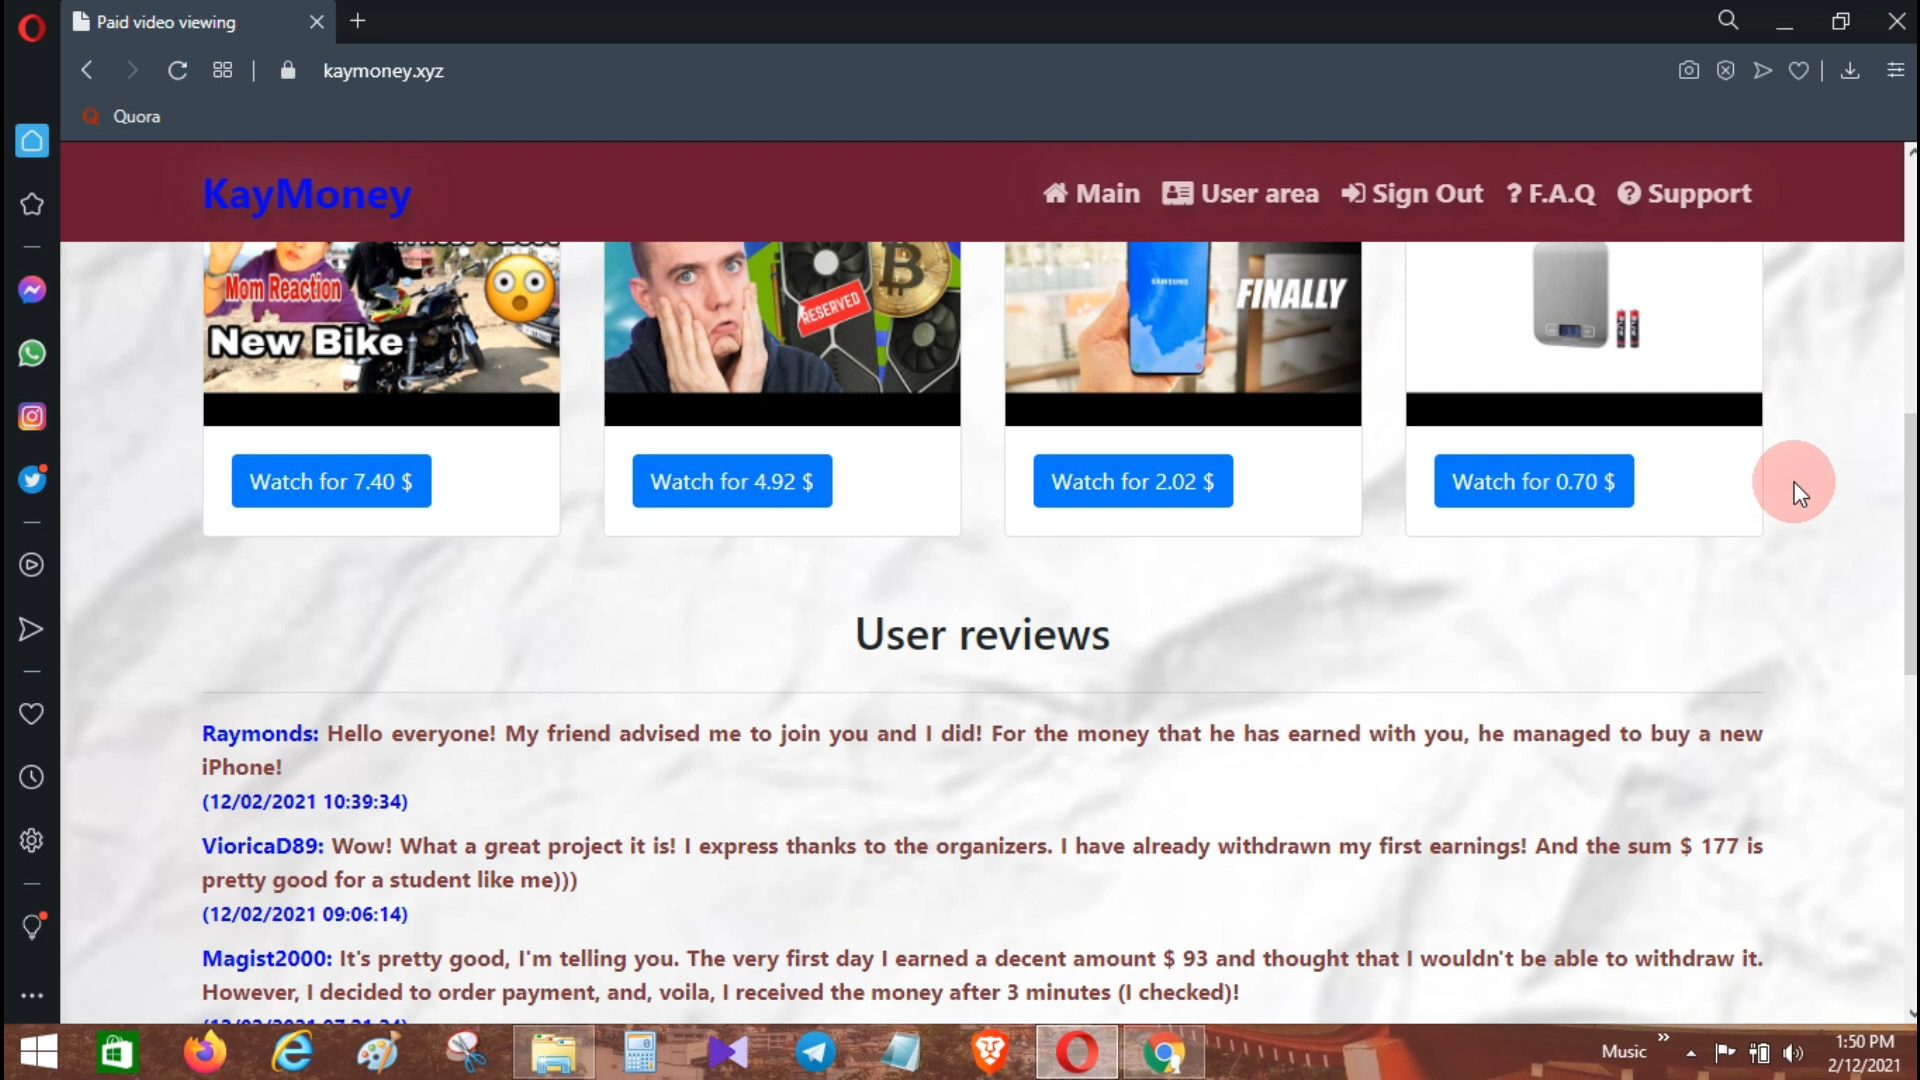 Paid video viewing
kaymoney.xyz
Quora
KayMoney
Main User area Sign Out ? F.A.Q Support
Mom Reaction
New Bike
RESERVED
SAMSUNG
FINALLY
Watch for 7.40 $
Watch for 4.92 $
Watch for 2.02 $
Watch for 0.70 $
User reviews
Raymonds: Hello everyone! My friend advised me to join you and I did! For the money that he has earned with you, he managed to buy a new
iPhone!
(12/02/2021 10:39:34)
VioricaD89: Wow! What a great project it is! I express thanks to the organizers. I have already withdrawn my first earnings! And the sum $ 177 is
pretty good for a student like me)))
(12/02/2021 09:06:14)
Magist2000: It's pretty good, I'm telling you. The very first day I earned a decent amount $ 93 and thought that I wouldn't be able to withdraw it.
However, I decided to order payment, and, voila, I received the money after 3 minutes (I checked)!
Music
1:50 PM
2/12/2021